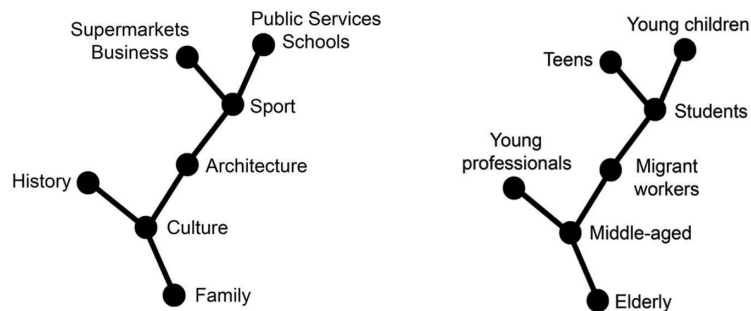 Supermarkets
Business
Public Services
Schools
Sport
Architecture
History
Culture
Family
Young children
Teens
Students
Young
professionals
Migrant
workers
Middle-aged
Elderly